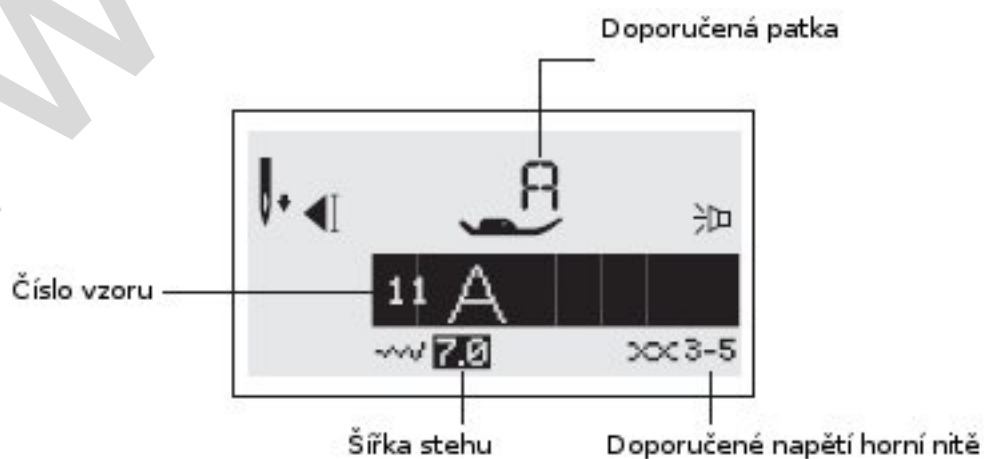 W
Doporučená patka
A
Číslo vzoru
11 A
7.0
3-5
Šířka stehu
Doporučené napětí horní nitě